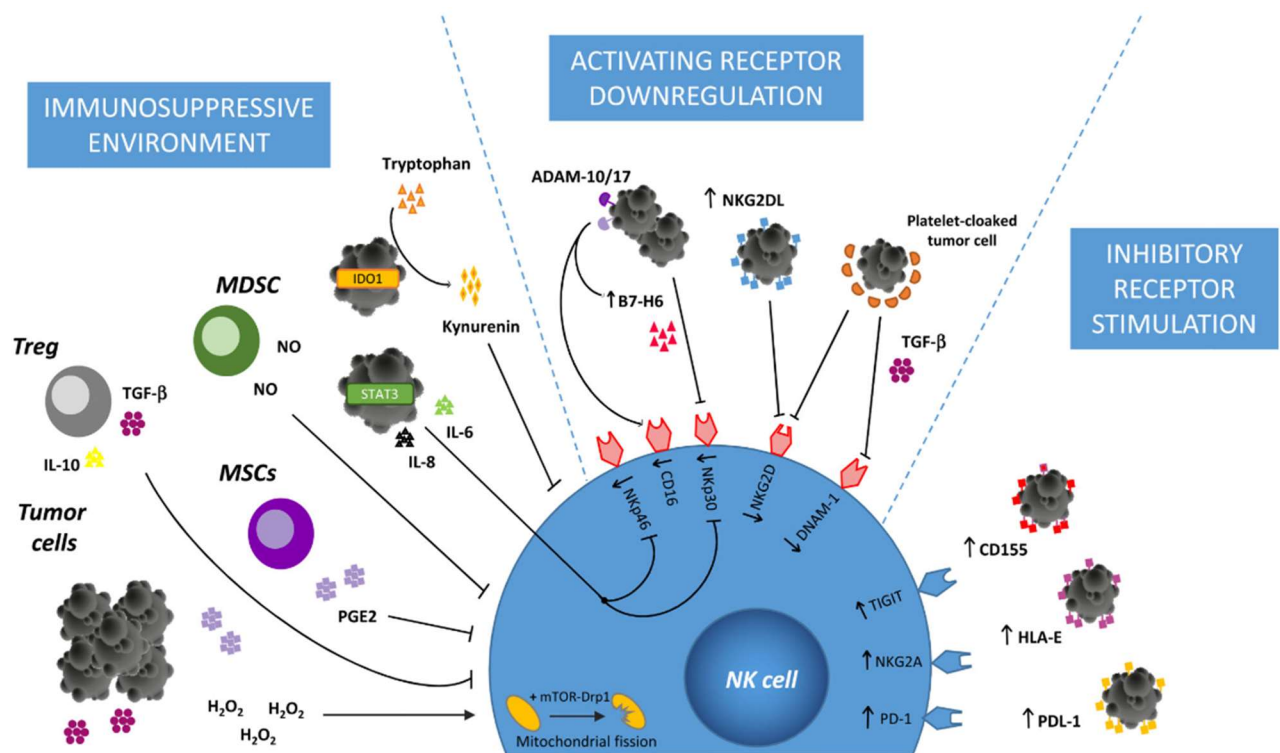 IMMUNOSUPPRESSIVE
ENVIRONMENT
ACTIVATING RECEPTOR
DOWNREGULATION
INHIBITORY
RECEPTOR
STIMULATION
Tryptophan
IDO1
Kynurenin
MDSC
NO
NO
Treg
TGF-β
IL-10
STAT3
IL-6
IL-8
MSCs
PGE2
Tumor
cells
H₂O₂
H₂O₂
H₂O₂
ADAM-10/17
↑ B7-H6
↑ NKG2DL
Platelet-cloaked
tumor cell
TGF-β
↓ NKp46
↓ CD16
↓ NKp30
↓ NKG2D
↓ DNAM-1
↑ TIGIT
↑ NKG2A
↑ PD-1
↑ CD155
↑ HLA-E
↑ PDL-1
NK cell
+ mTOR-Drp1
Mitochondrial fission